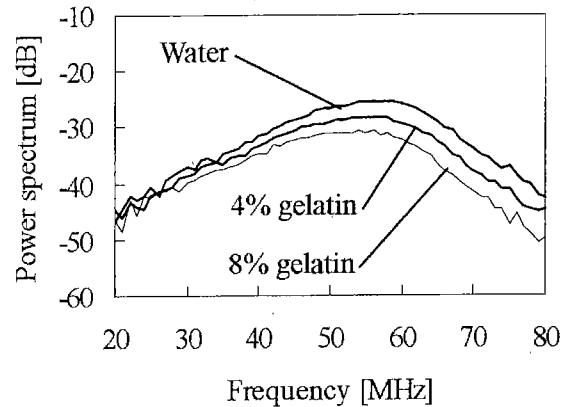 Power spectrum [dB]
-10
-20
-30
-40
-50
-60
Water
4% gelatin
8% gelatin
20 30 40 50 60 70 80
Frequency [MHz]